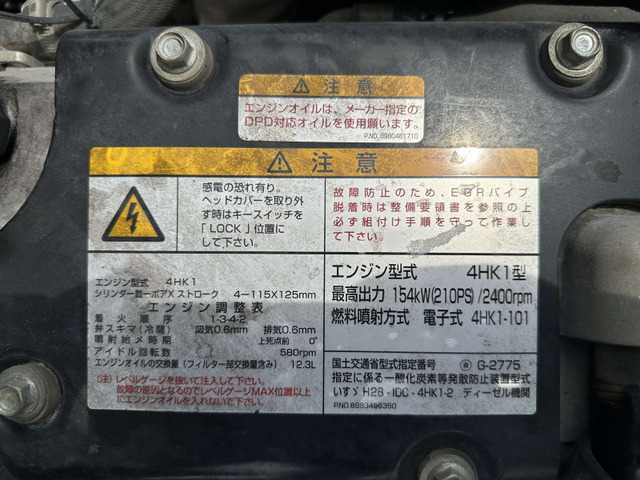 注意
エンジンオイルは、メーカー指定の
DPD対応オイルを使用願います。
P.NO.8980461710
注意
感電の恐れ有り。
ヘッドカバーを取り外
す時はキースイッチを
「LOCK」位置に
して下さい。
故障防止のため、EGRパイプ
脱着時は整備要領書を参照の上
必ず組付け手順を守って作業し
て下さい。
エンジン型式 4HK1
シリンダ数ーボアXストローク 4-115X125mm
エンジン調整表
着火順序 1-3-4-2
弁スキマ(冷間) 吸気0.6mm 排気0.6mm
噴射始メ時期 上死点前 0°
アイドル回転数 580rpm
エンジンオイルの交換量(フィルター部交換量含み) 12.3L
(注)レベルゲージを抜いて注入して下さい。
故障の原因となるのでレベルゲージMAX位置以上
にエンジンオイルを入れないで下さい。
エンジン型式 4HK1型
最高出力 154kW(210PS)/2400rpm
燃料噴射方式 電子式 4HK1-101
国土交通省型式指定番号 G-2775
指定に係る一酸化炭素等発散防止装置型式
いすゞ H28-IDC-4HK1-2 ディーゼル機関
P.NO.8983496350